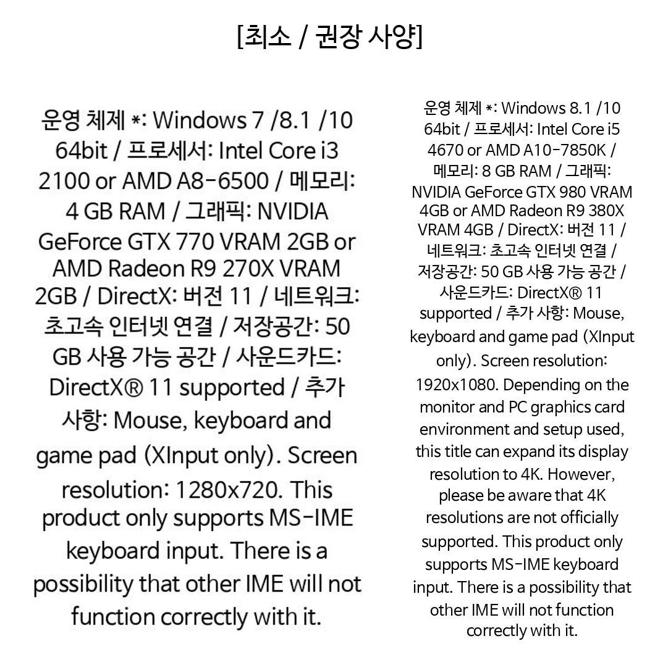 [최소 / 권장 사양]
운영 체제 *: Windows 7 /8.1 /10
64bit / 프로세서: Intel Core i3
2100 or AMD A8-6500 / 메모리:
4 GB RAM / 그래픽: NVIDIA
GeForce GTX 770 VRAM 2GB or
AMD Radeon R9 270X VRAM
2GB / DirectX: 버전 11 / 네트워크:
초고속 인터넷 연결 / 저장공간: 50
GB 사용 가능 공간 / 사운드카드:
DirectX® 11 supported / 추가
사항: Mouse, keyboard and
game pad (XInput only). Screen
resolution: 1280x720. This
product only supports MS-IME
keyboard input. There is a
possibility that other IME will not
function correctly with it.
운영 체제 *: Windows 8.1 /10
64bit / 프로세서: Intel Core i5
4670 or AMD A10-7850K /
메모리: 8 GB RAM / 그래픽:
NVIDIA GeForce GTX 980 VRAM
4GB or AMD Radeon R9 380X
VRAM 4GB / DirectX: 버전 11 /
네트워크: 초고속 인터넷 연결 /
저장공간: 50 GB 사용 가능 공간 /
사운드카드: DirectX® 11
supported / 추가 사항: Mouse,
keyboard and game pad (XInput
only). Screen resolution:
1920x1080. Depending on the
monitor and PC graphics card
environment and setup used,
this title can expand its display
resolution to 4K. However,
please be aware that 4K
resolutions are not officially
supported. This product only
supports MS-IME keyboard
input. There is a possibility that
other IME will not function
correctly with it.